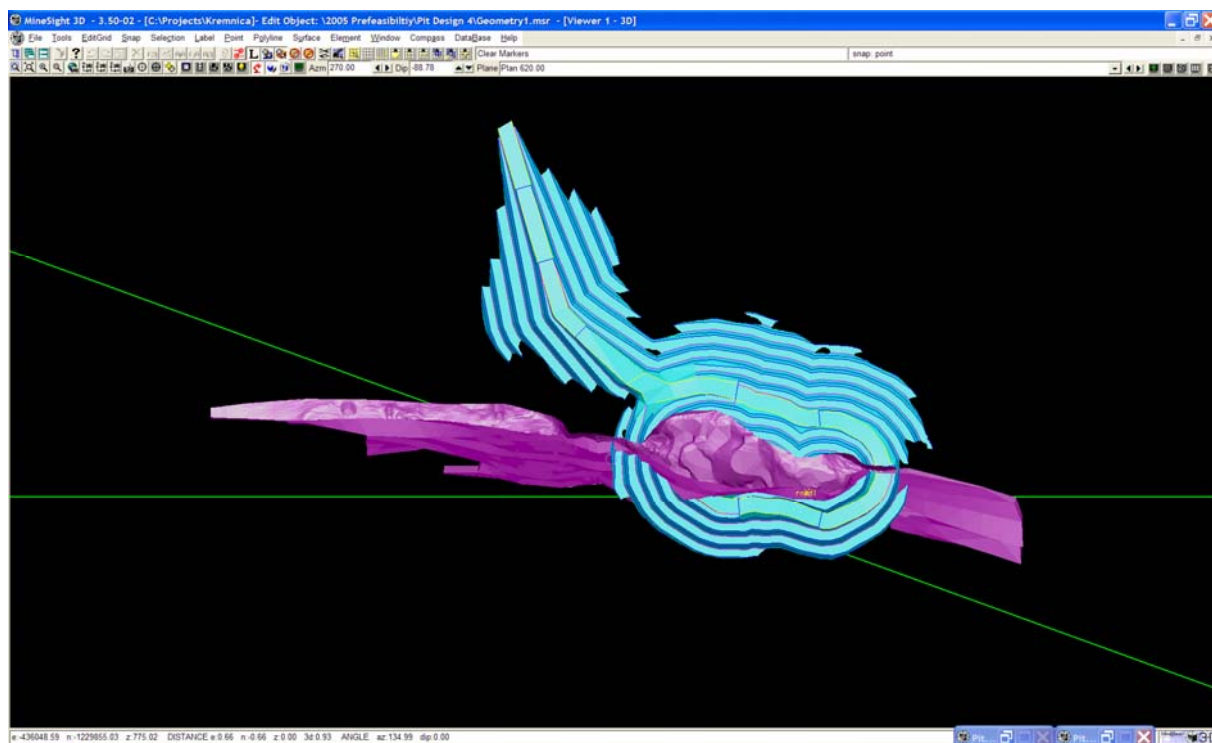 MineSight 3D - 3.50-02 - [C:\Projects\Kremnica]- Edit Object: \2005 Prefeasibiltiy\Pit Design 4\Geometry1.msr - [Viewer 1 - 3D]
File Tools EditGrid Snap Selection Label Point Polyline Surface Element Window Compass DataBase Help
Clear Markers snap: point
Azm 270.00 Dip -88.78 Plane Plan 620.00
e:-436048.59 n:-1229855.03 z:775.02 DISTANCE e:0.66 n:-0.66 z:0.00 3d:0.93 ANGLE az:134.99 dip:0.00
Pit... Pit...